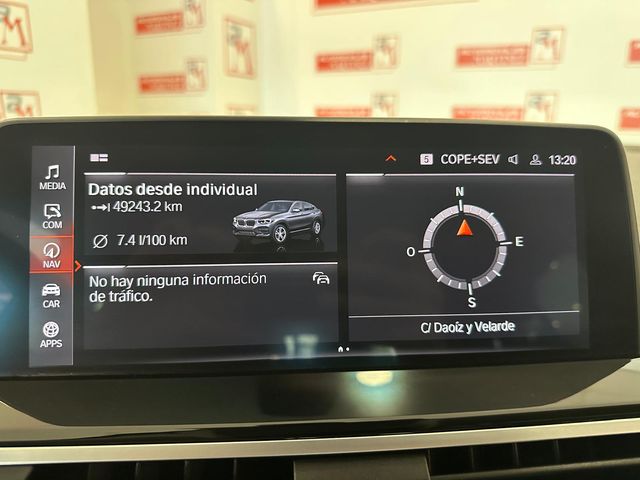 5 COPE+SEV 13:20
MEDIA
COM
NAV
CAR
APPS
Datos desde individual
49243.2 km
7.4 l/100 km
No hay ninguna información
de tráfico.
N
O E
S
C/ Daoíz y Velarde